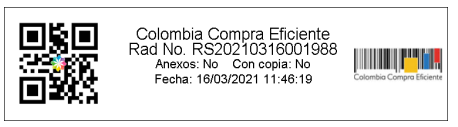 Colombia Compra Eficiente
Rad No. RS20210316001988
Anexos: No Con copia: No
Fecha: 16/03/2021 11:46:19
Colombia Compra Eficiente